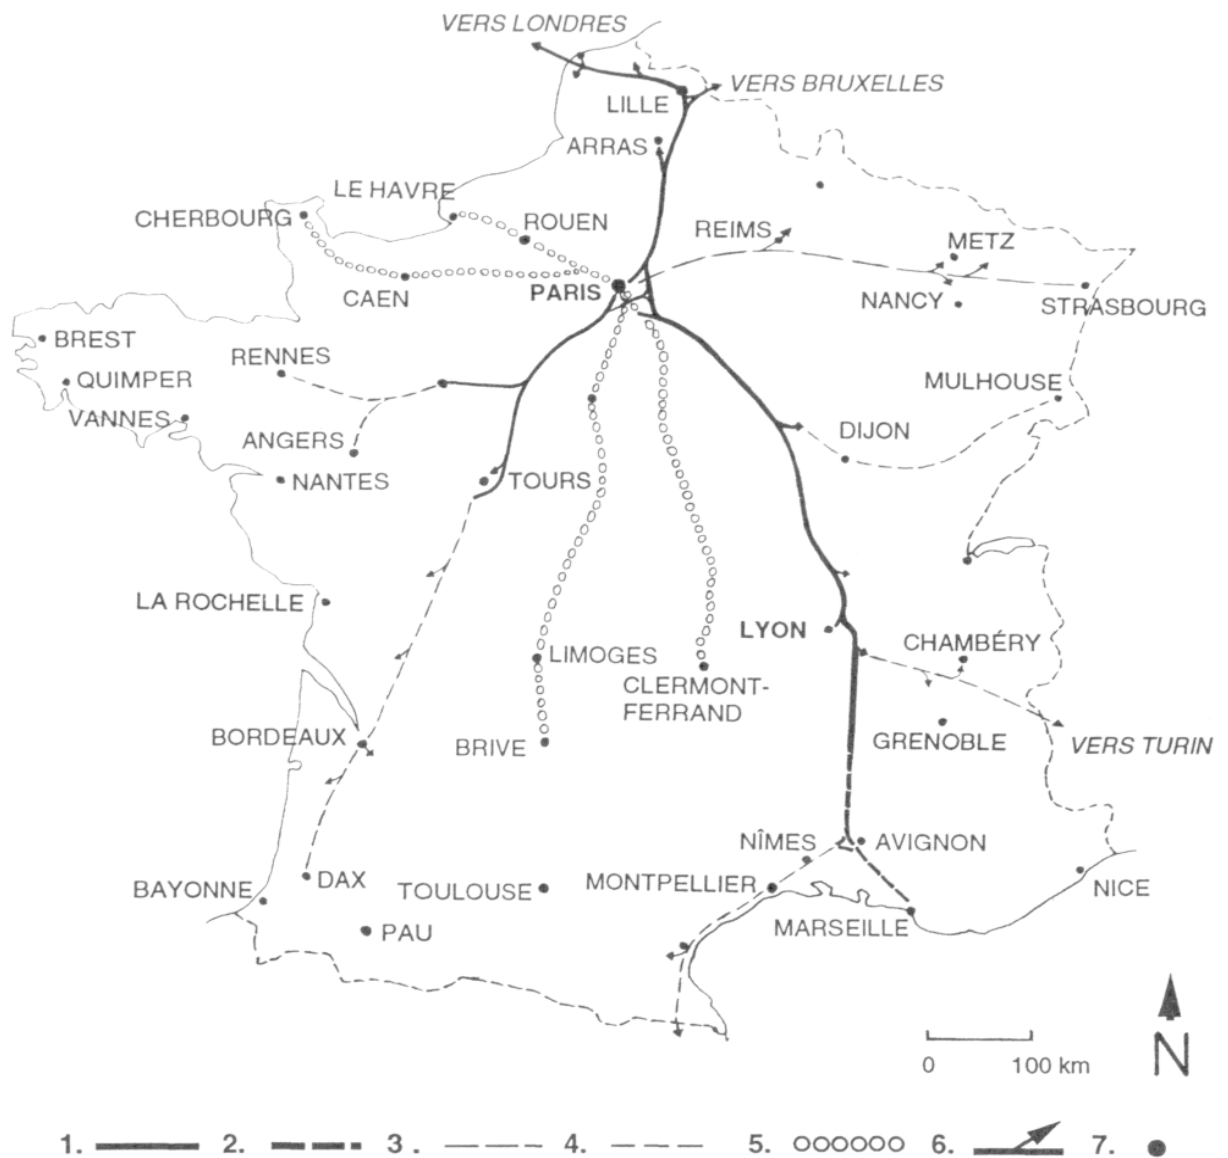 VERS LONDRES
VERS BRUXELLES
LILLE
ARRAS
LE HAVRE
CHERBOURG
ROUEN
REIMS
METZ
CAEN
PARIS
NANCY
STRASBOURG
BREST
RENNES
QUIMPER
MULHOUSE
VANNES
ANGERS
DIJON
NANTES
TOURS
LA ROCHELLE
LYON
CHAMBÉRY
LIMOGES
CLERMONT-
FERRAND
BORDEAUX
BRIVE
GRENOBLE
VERS TURIN
NÎMES
AVIGNON
BAYONNE
DAX
TOULOUSE
MONTPELLIER
NICE
PAU
MARSEILLE
N
0 100 km
1. 2. 3. 4. 5. 6. 7.